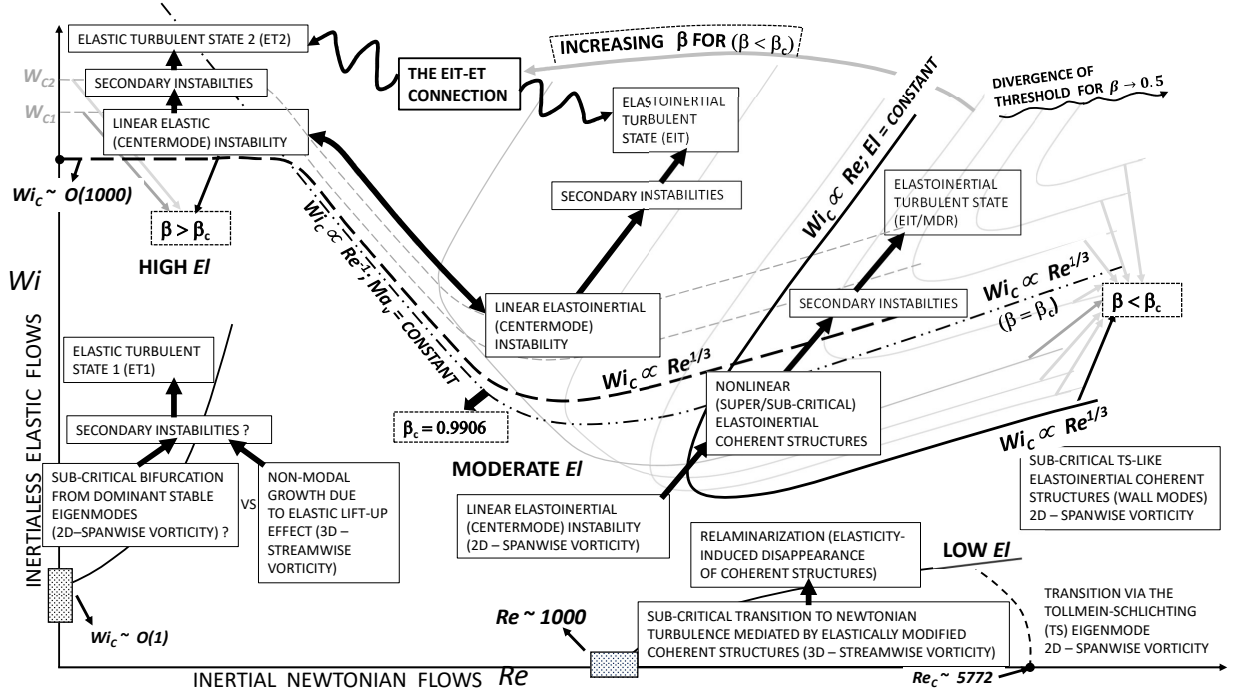 ELASTIC TURBULENT STATE 2 (ET2)
SECONDARY INSTABILTIES
LINEAR ELASTIC
(CENTERMODE) INSTABILITY
W_C2
W_C1
Wi_C ~ O(1000)
β > β_c
HIGH El
THE EIT-ET
CONNECTION
INCREASING β FOR (β < β_c)
ELASTOINERTIAL
TURBULENT
STATE (EIT)
SECONDARY INSTABILTIES
LINEAR ELASTOINERTIAL
(CENTERMODE)
INSTABILITY
Wi_C ∝ Re^-1; Ma_v = CONSTANT
Wi_C ∝ Re; El = CONSTANT
DIVERGENCE OF
THRESHOLD FOR β → 0.5
ELASTOINERTIAL
TURBULENT STATE
(EIT/MDR)
SECONDARY INSTABILTIES
Wi_C ∝ Re^1/3
(β = β_c)
β < β_c
Wi_C ∝ Re^1/3
NONLINEAR
(SUPER/SUB-CRITICAL)
ELASTOINERTIAL
COHERENT STRUCTURES
Wi_C ∝ Re^1/3
β_c = 0.9906
MODERATE El
LINEAR ELASTOINERTIAL
(CENTERMODE) INSTABILITY
(2D – SPANWISE VORTICITY)
SUB-CRITICAL TS-LIKE
ELASTOINERTIAL COHERENT
STRUCTURES (WALL MODES)
2D – SPANWISE VORTICITY
Wi
INERTIALESS ELASTIC FLOWS
ELASTIC TURBULENT
STATE 1 (ET1)
SECONDARY INSTABILITIES ?
SUB-CRITICAL BIFURCATION
FROM DOMINANT STABLE
EIGENMODES
(2D–SPANWISE VORTICITY) ?
VS
NON-MODAL
GROWTH DUE
TO ELASTIC LIFT-UP
EFFECT (3D –
STREAMWISE
VORTICITY)
Wi_C ~ O(1)
RELAMINARIZATION (ELASTICITY-
INDUCED DISAPPEARANCE
OF COHERENT STRUCTURES)
LOW El
Re ~ 1000
SUB-CRITICAL TRANSITION TO NEWTONIAN
TURBULENCE MEDIATED BY ELASTICALLY MODIFIED
COHERENT STRUCTURES (3D – STREAMWISE VORTICITY)
TRANSITION VIA THE
TOLLMEIN-SCHLICHTING
(TS) EIGENMODE
2D – SPANWISE VORTICITY
INERTIAL NEWTONIAN FLOWS Re
Re_C ~ 5772